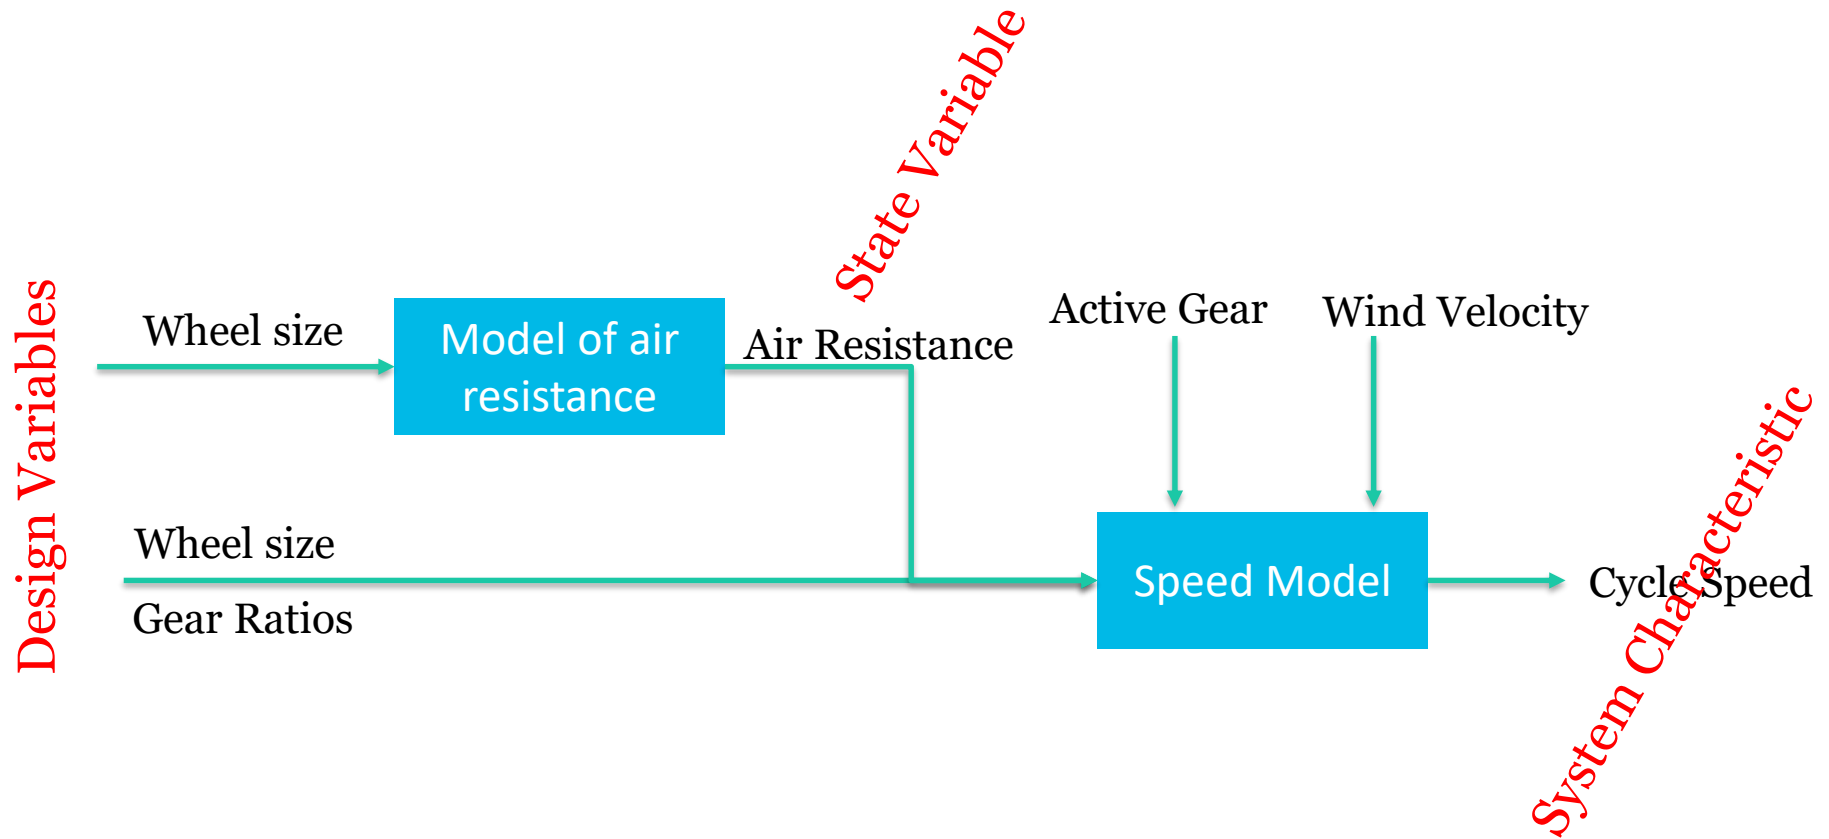 State Variable
Design Variables
Wheel size
Model of air
resistance
Air Resistance
Active Gear
Wind Velocity
Wheel size
Gear Ratios
Speed Model
Cycle Speed
System Characteristic